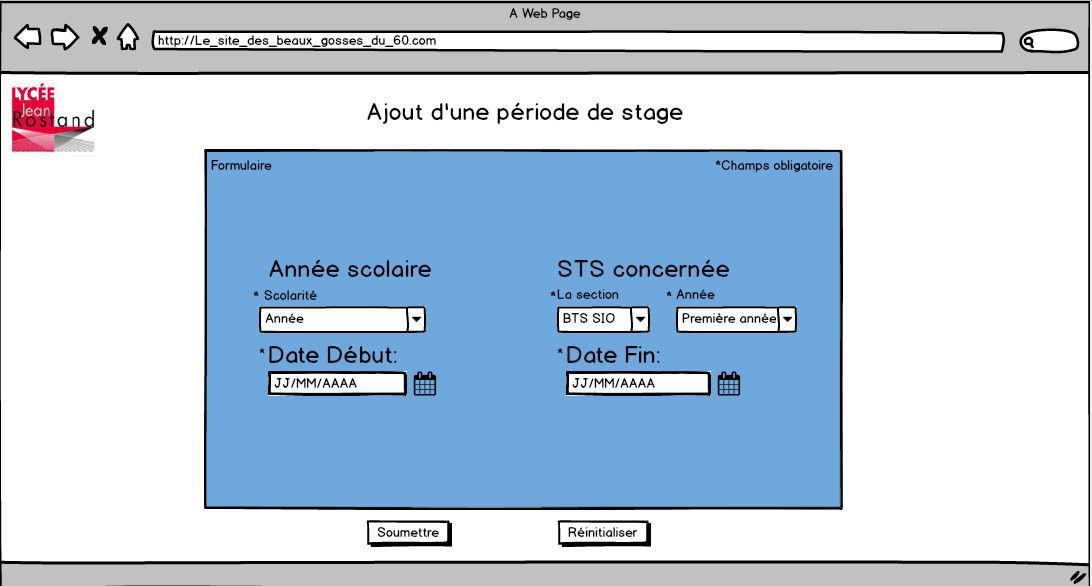 A Web Page
http://Le_site_des_beaux_gosses_du_60.com
LYCÉE
Jean
Rostand
Ajout d'une période de stage
Formulaire
*Champs obligatoire
Année scolaire
STS concernée
* Scolarité
*La section
* Année
Année
BTS SIO
Première année
*Date Début:
*Date Fin:
JJ/MM/AAAA
JJ/MM/AAAA
Soumettre
Réinitialiser